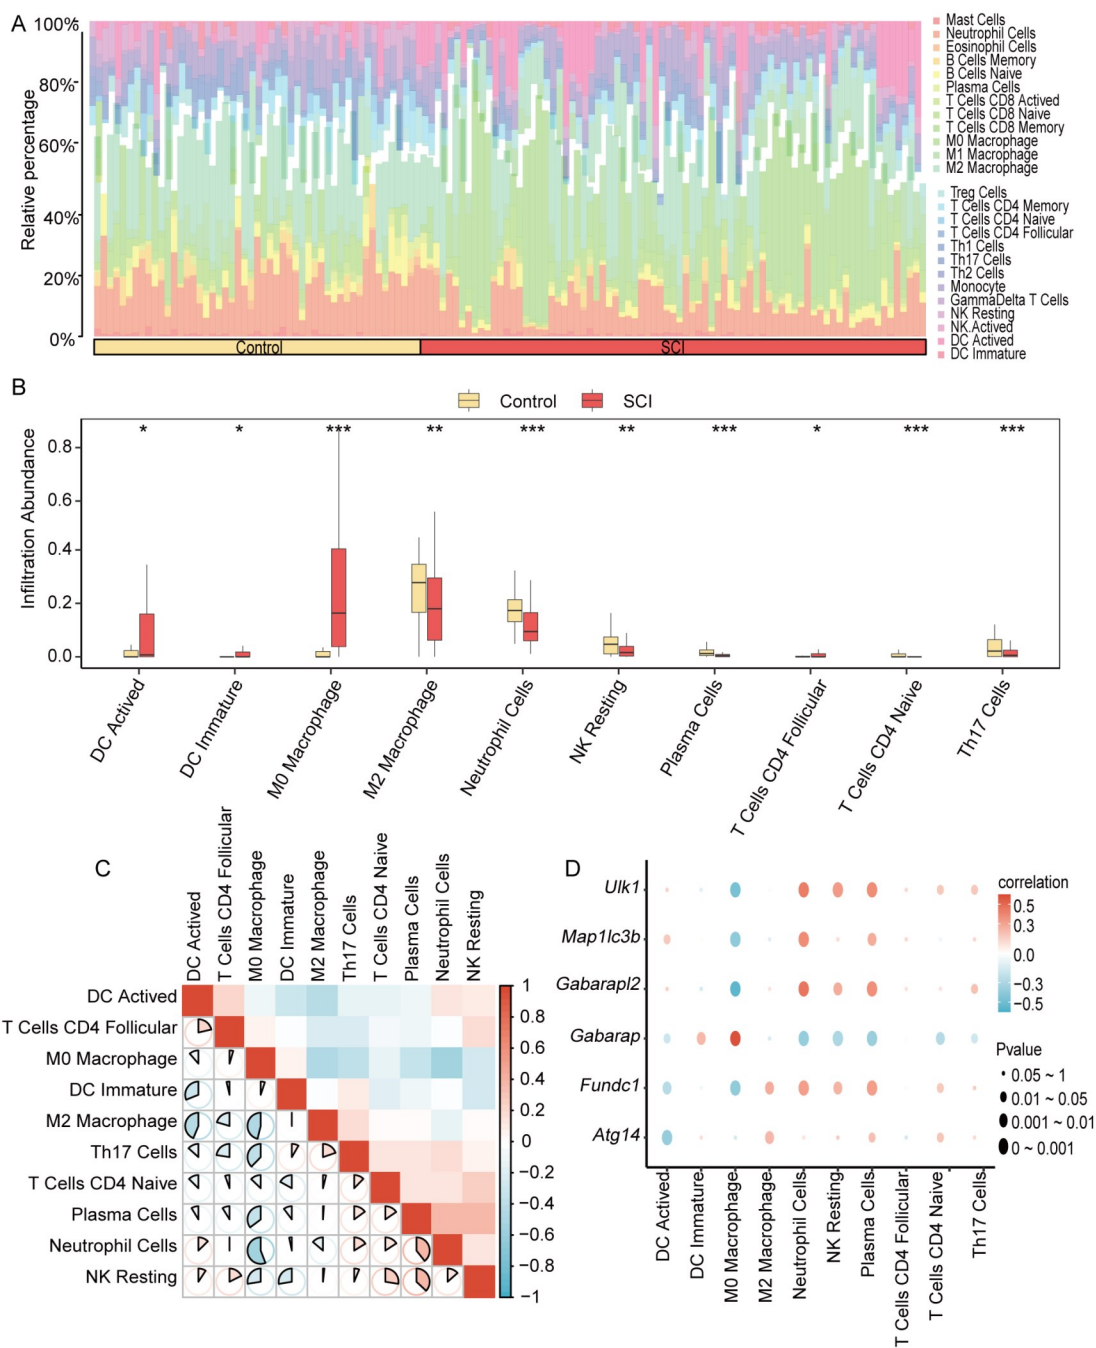 A
100%
80%
60%
40%
20%
0%
Relative percentage
Control
SCI
Mast Cells
Neutrophil Cells
Eosinophil Cells
B Cells Memory
B Cells Naive
Plasma Cells
T Cells CD8 Actived
T Cells CD8 Naive
T Cells CD8 Memory
M0 Macrophage
M1 Macrophage
M2 Macrophage
Treg Cells
T Cells CD4 Memory
T Cells CD4 Naive
T Cells CD4 Follicular
Th1 Cells
Th17 Cells
Th2 Cells
Monocyte
GammaDelta T Cells
NK Resting
NK.Actived
DC Actived
DC Immature
B
Control
SCI
Infiltration Abundance
0.8
0.6
0.4
0.2
0.0
* * *** ** *** ** *** * *** ***
DC Actived
DC Immature
M0 Macrophage
M2 Macrophage
Neutrophil Cells
NK Resting
Plasma Cells
T Cells CD4 Follicular
T Cells CD4 Naive
Th17 Cells
C
DC Actived
T Cells CD4 Follicular
M0 Macrophage
DC Immature
M2 Macrophage
Th17 Cells
T Cells CD4 Naive
Plasma Cells
Neutrophil Cells
NK Resting
DC Actived
T Cells CD4 Follicular
M0 Macrophage
DC Immature
M2 Macrophage
Th17 Cells
T Cells CD4 Naive
Plasma Cells
Neutrophil Cells
NK Resting
1
0.8
0.6
0.4
0.2
0
−0.2
−0.4
−0.6
−0.8
−1
D
Ulk1
Map1lc3b
Gabarapl2
Gabarap
Fundc1
Atg14
DC Actived
DC Immature
M0 Macrophage
M2 Macrophage
Neutrophil Cells
NK Resting
Plasma Cells
T Cells CD4 Follicular
T Cells CD4 Naive
Th17 Cells
correlation
0.5
0.3
0.0
−0.3
−0.5
Pvalue
0.05 ~ 1
0.01 ~ 0.05
0.001 ~ 0.01
0 ~ 0.001